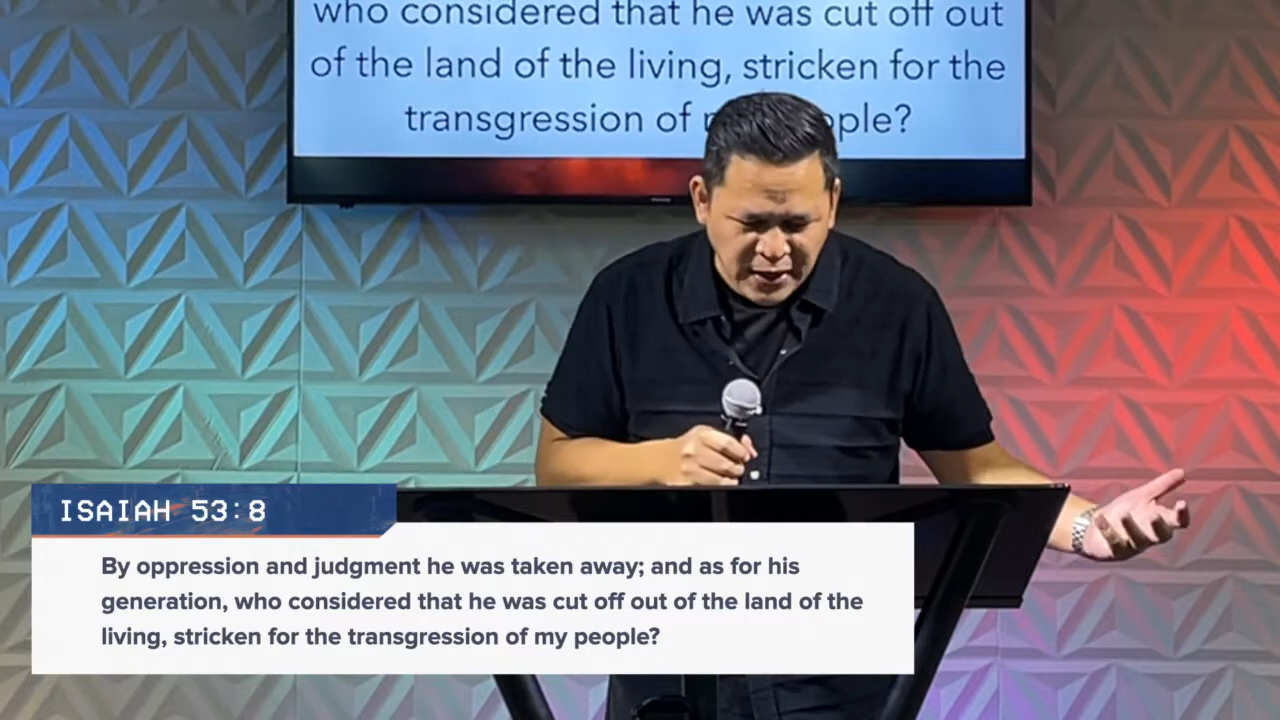 who considered that he was cut off out
of the land of the living, stricken for the
transgression of ople?
ISAIAH 53:8
By oppression and judgment he was taken away; and as for his
generation, who considered that he was cut off out of the land of the
living, stricken for the transgression of my people?